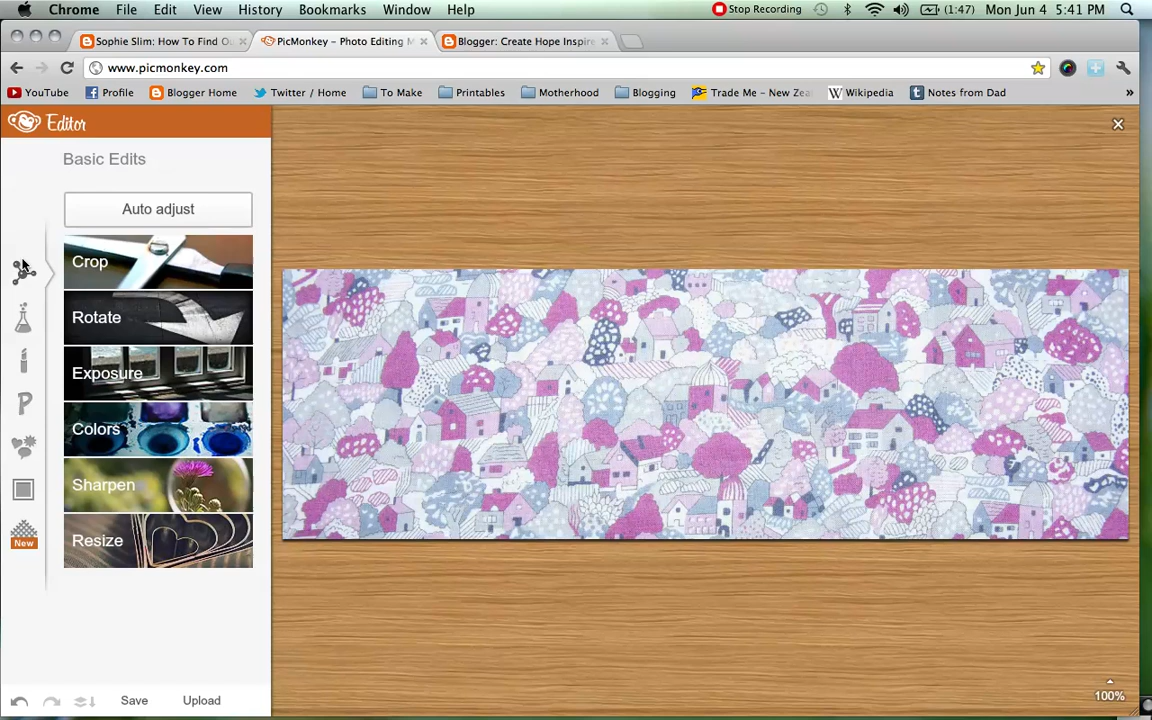 Chrome File Edit View History Bookmarks Window Help Stop Recording (1:47) Mon Jun 4 5:41 PM
Sophie Slim: How To Find O PicMonkey – Photo Editing M Blogger: Create Hope Inspire
www.picmonkey.com
YouTube Profile Blogger Home Twitter / Home To Make Printables Motherhood Blogging Trade Me – New Zea Wikipedia Notes from Dad »
Editor
Basic Edits
Auto adjust
Crop
Rotate
Exposure
Colors
Sharpen
Resize
P
New
Save Upload
100%